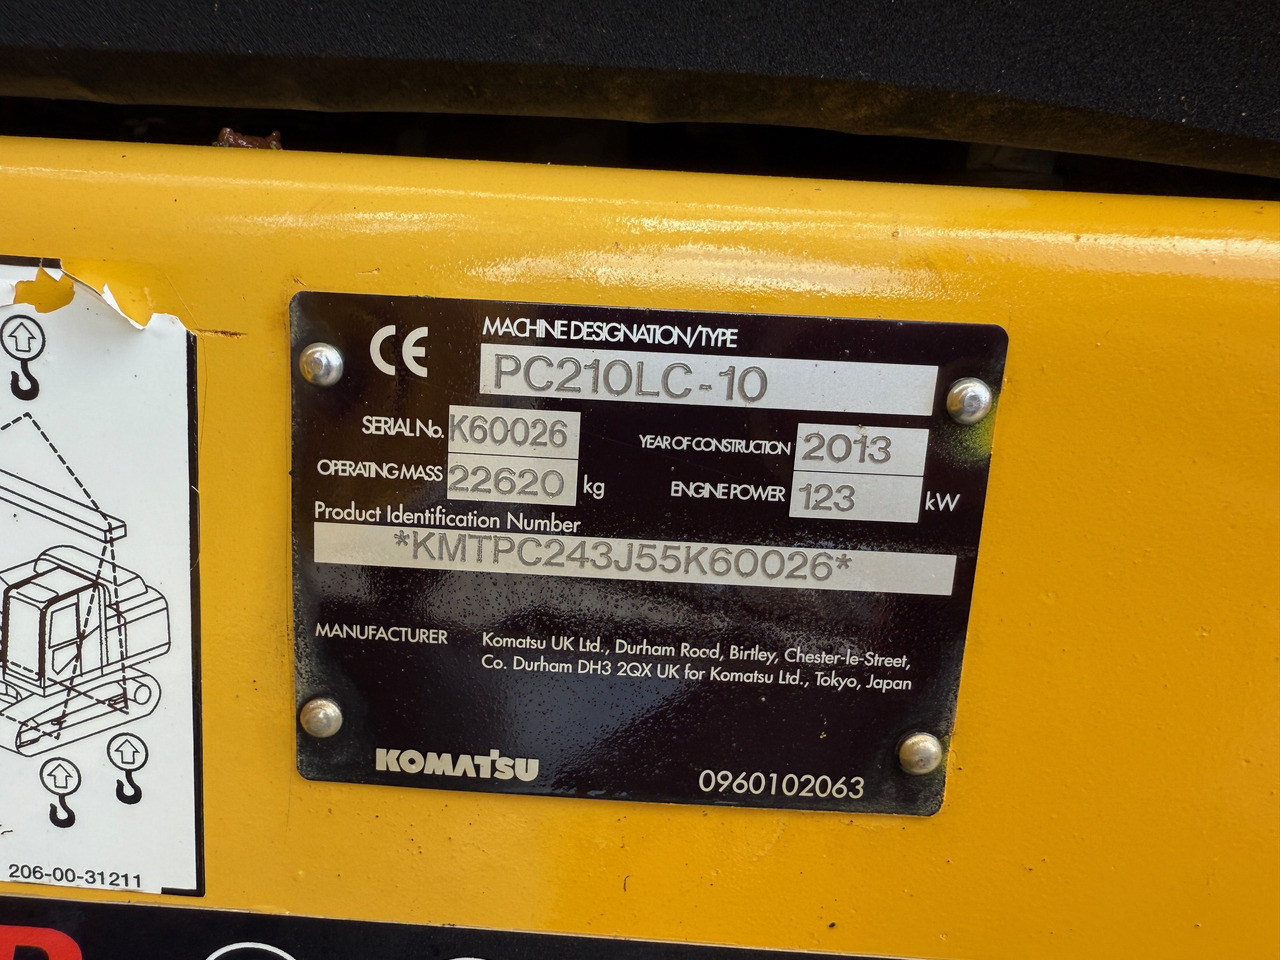 CE
MACHINE DESIGNATION/TYPE
PC210LC-10
SERIAL No. K60026
YEAR OF CONSTRUCTION 2013
OPERATING MASS 22620 kg
ENGINE POWER 123 kW
Product Identification Number
*KMTPC243J55K60026*
MANUFACTURER
Komatsu UK Ltd., Durham Road, Birtley, Chester-le-Street,
Co. Durham DH3 2QX UK for Komatsu Ltd., Tokyo, Japan
KOMATSU
0960102063
206-00-31211